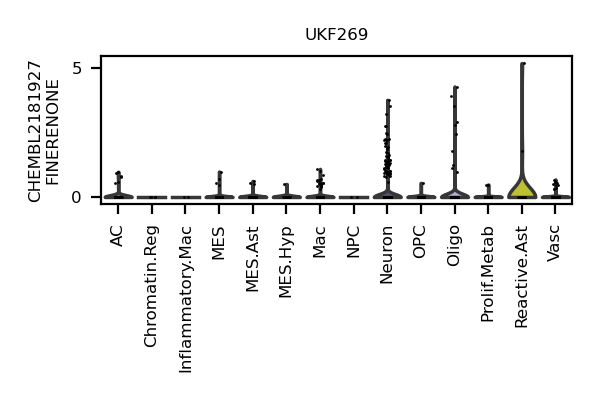 UKF269
CHEMBL2181927
FINERENONE
5
0
AC
Chromatin.Reg
Inflammatory.Mac
MES
MES.Ast
MES.Hyp
Mac
NPC
Neuron
OPC
Oligo
Prolif.Metab
Reactive.Ast
Vasc